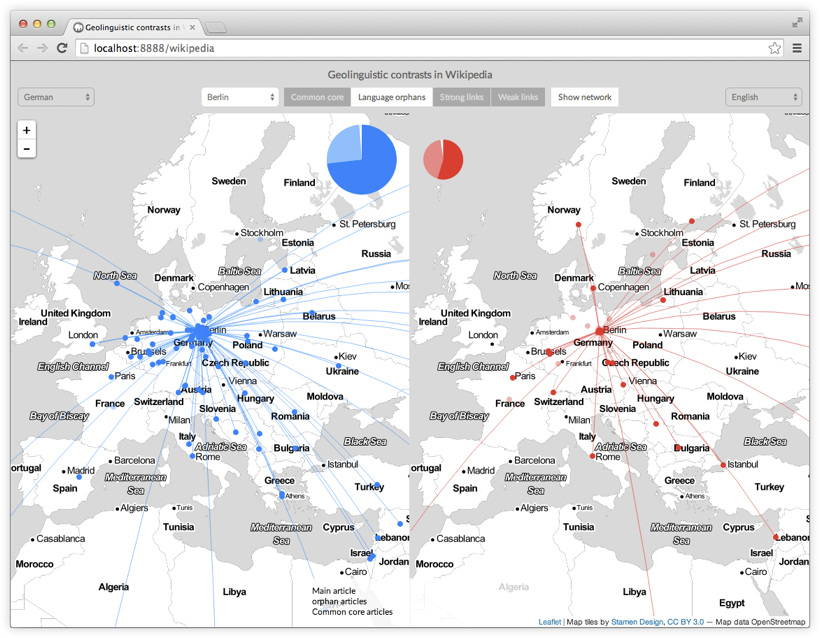 Geolinguistic contrasts in
localhost:8888/wikipedia
Geolinguistic contrasts in Wikipedia
German
Berlin
Common core
Language orphans
Strong links
Weak links
Show network
English
+
−
Sweden
Finland
Norway
Stockholm
St. Petersburg
Estonia
Russia
North Sea
Denmark
Baltic Sea
Latvia
Copenhagen
Lithuania
Mos
United Kingdom
Ireland
Belarus
London
Amsterdam
Berlin
Warsaw
Germany
Poland
Brussels
Frankfurt
Kiev
English Channel
Czech Republic
Ukraine
Paris
Vienna
Austria
France
Switzerland
Hungary
Moldova
Slovenia
Bay of Biscay
Milan
Romania
Italy
Adriatic Sea
Black Sea
Bulgaria
Rome
Barcelona
Istanbul
ortugal
Madrid
Mediterranean
Sea
Spain
Greece
Turkey
Athens
Algiers
Tunis
Tunisia
Mediterranean
Sea
Cyprus
Casablanca
Lebanon
Israel
Morocco
Jordan
Cairo
Algeria
Libya
Main article
orphan articles
Common core articles
Sweden
Finland
Norway
Stockholm
St. Petersburg
Estonia
Russia
North Sea
Denmark
Baltic Sea
Latvia
Copenhagen
Lithuania
Mos
United Kingdom
Ireland
Belarus
London
Amsterdam
Berlin
Warsaw
Germany
Poland
Brussels
Frankfurt
Kiev
English Channel
Czech Republic
Ukraine
Paris
Vienna
Austria
France
Switzerland
Hungary
Moldova
Slovenia
Bay of Biscay
Milan
Romania
Italy
Adriatic Sea
Black Sea
Bulgaria
Rome
Barcelona
Istanbul
ortugal
Madrid
Mediterranean
Sea
Spain
Greece
Turkey
Athens
Algiers
Tunis
Tunisia
Mediterranean
Sea
Cyprus
Casablanca
Lebanon
Israel
Morocco
Jordan
Cairo
Algeria
Libya
Egypt
Leaflet | Map tiles by Stamen Design, CC BY 3.0 — Map data OpenStreetmap